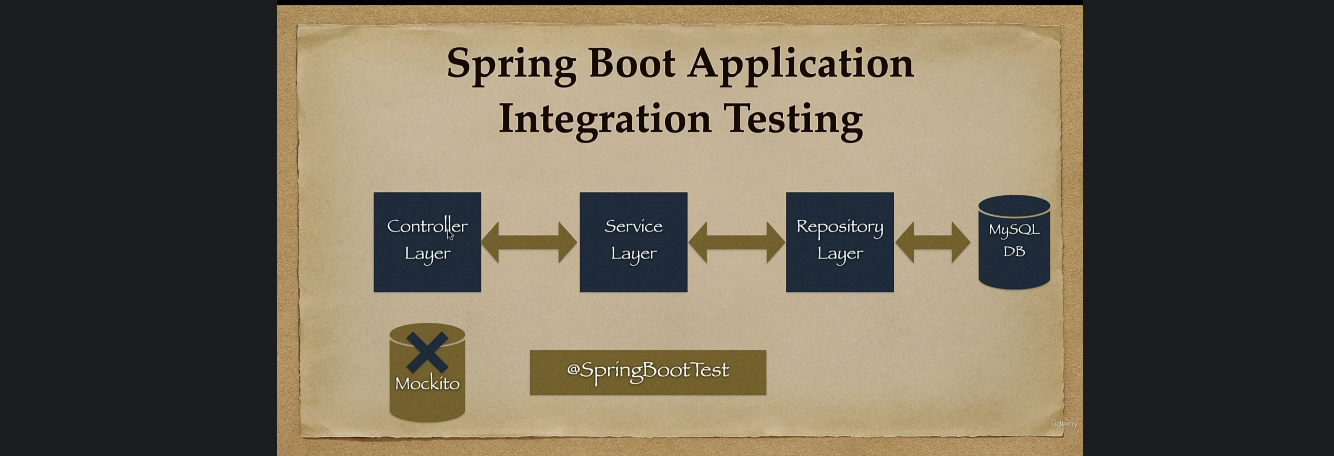 Spring Boot Application
Integration Testing
Controller
Layer
Service
Layer
Repository
Layer
MySQL
DB
Mockito
@SpringBootTest
udemy